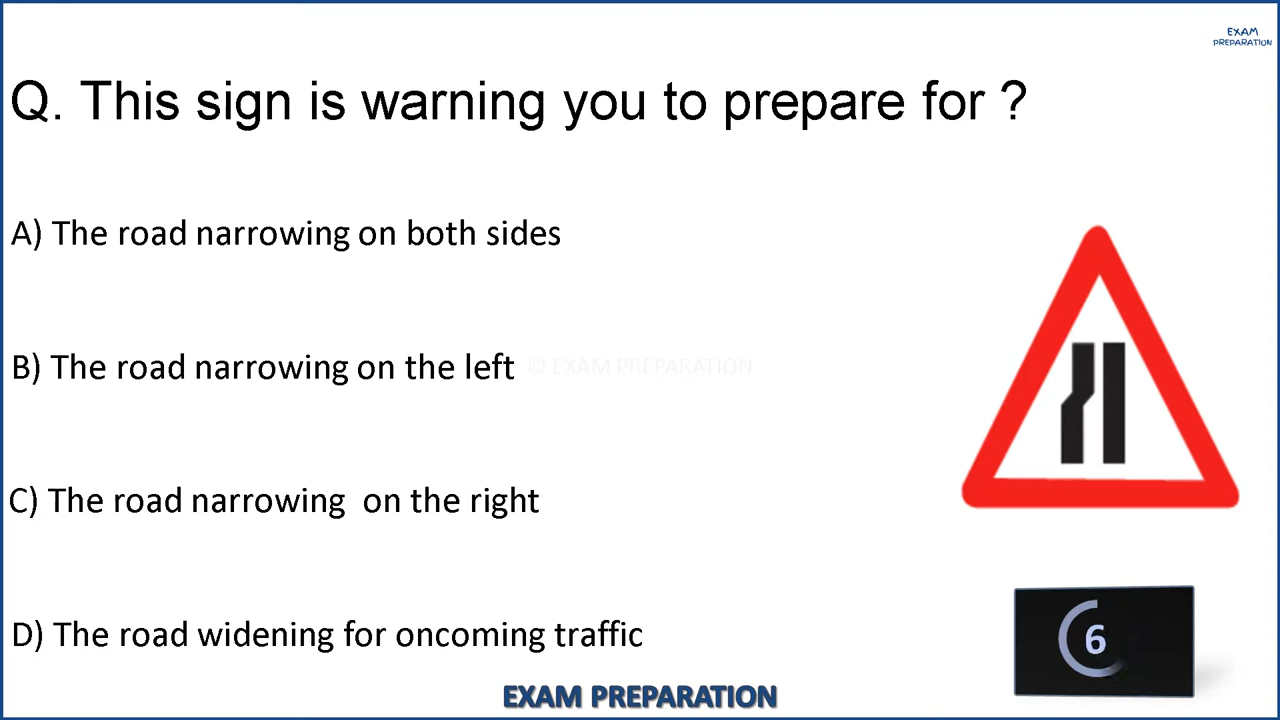 EXAM
PREPARATION
Q. This sign is warning you to prepare for ?
A) The road narrowing on both sides
B) The road narrowing on the left
© EXAM PREPARATION
C) The road narrowing  on the right
D) The road widening for oncoming traffic
6
EXAM PREPARATION